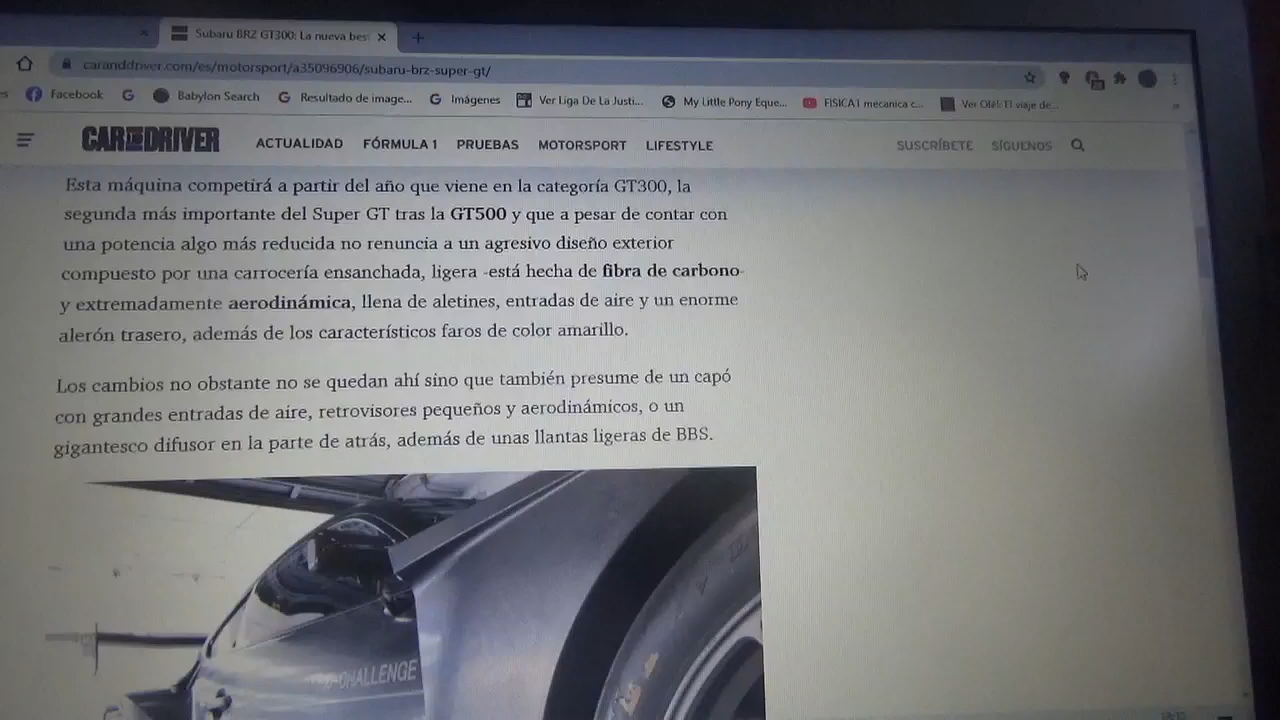 Subaru BRZ GT300: La nueva bes
caranddriver.com/es/motorsport/a35096906/subaru-brz-super-gt/
Facebook
Babylon Search
Resultado de image...
Imágenes
Ver Liga De La Justi...
My Little Pony Eque...
FISICA I mecanica c...
CAR AND DRIVER
ACTUALIDAD FÓRMULA 1 PRUEBAS MOTORSPORT LIFESTYLE
SUSCRÍBETE SÍGUENOS
Esta máquina competirá a partir del año que viene en la categoría GT300, la
segunda más importante del Super GT tras la GT500 y que a pesar de contar con
una potencia algo más reducida no renuncia a un agresivo diseño exterior
compuesto por una carrocería ensanchada, ligera -está hecha de fibra de carbono-
y extremadamente aerodinámica, llena de aletines, entradas de aire y un enorme
alerón trasero, además de los característicos faros de color amarillo.
Los cambios no obstante no se quedan ahí sino que también presume de un capó
con grandes entradas de aire, retrovisores pequeños y aerodinámicos, o un
gigantesco difusor en la parte de atrás, además de unas llantas ligeras de BBS.
CHALLENGE